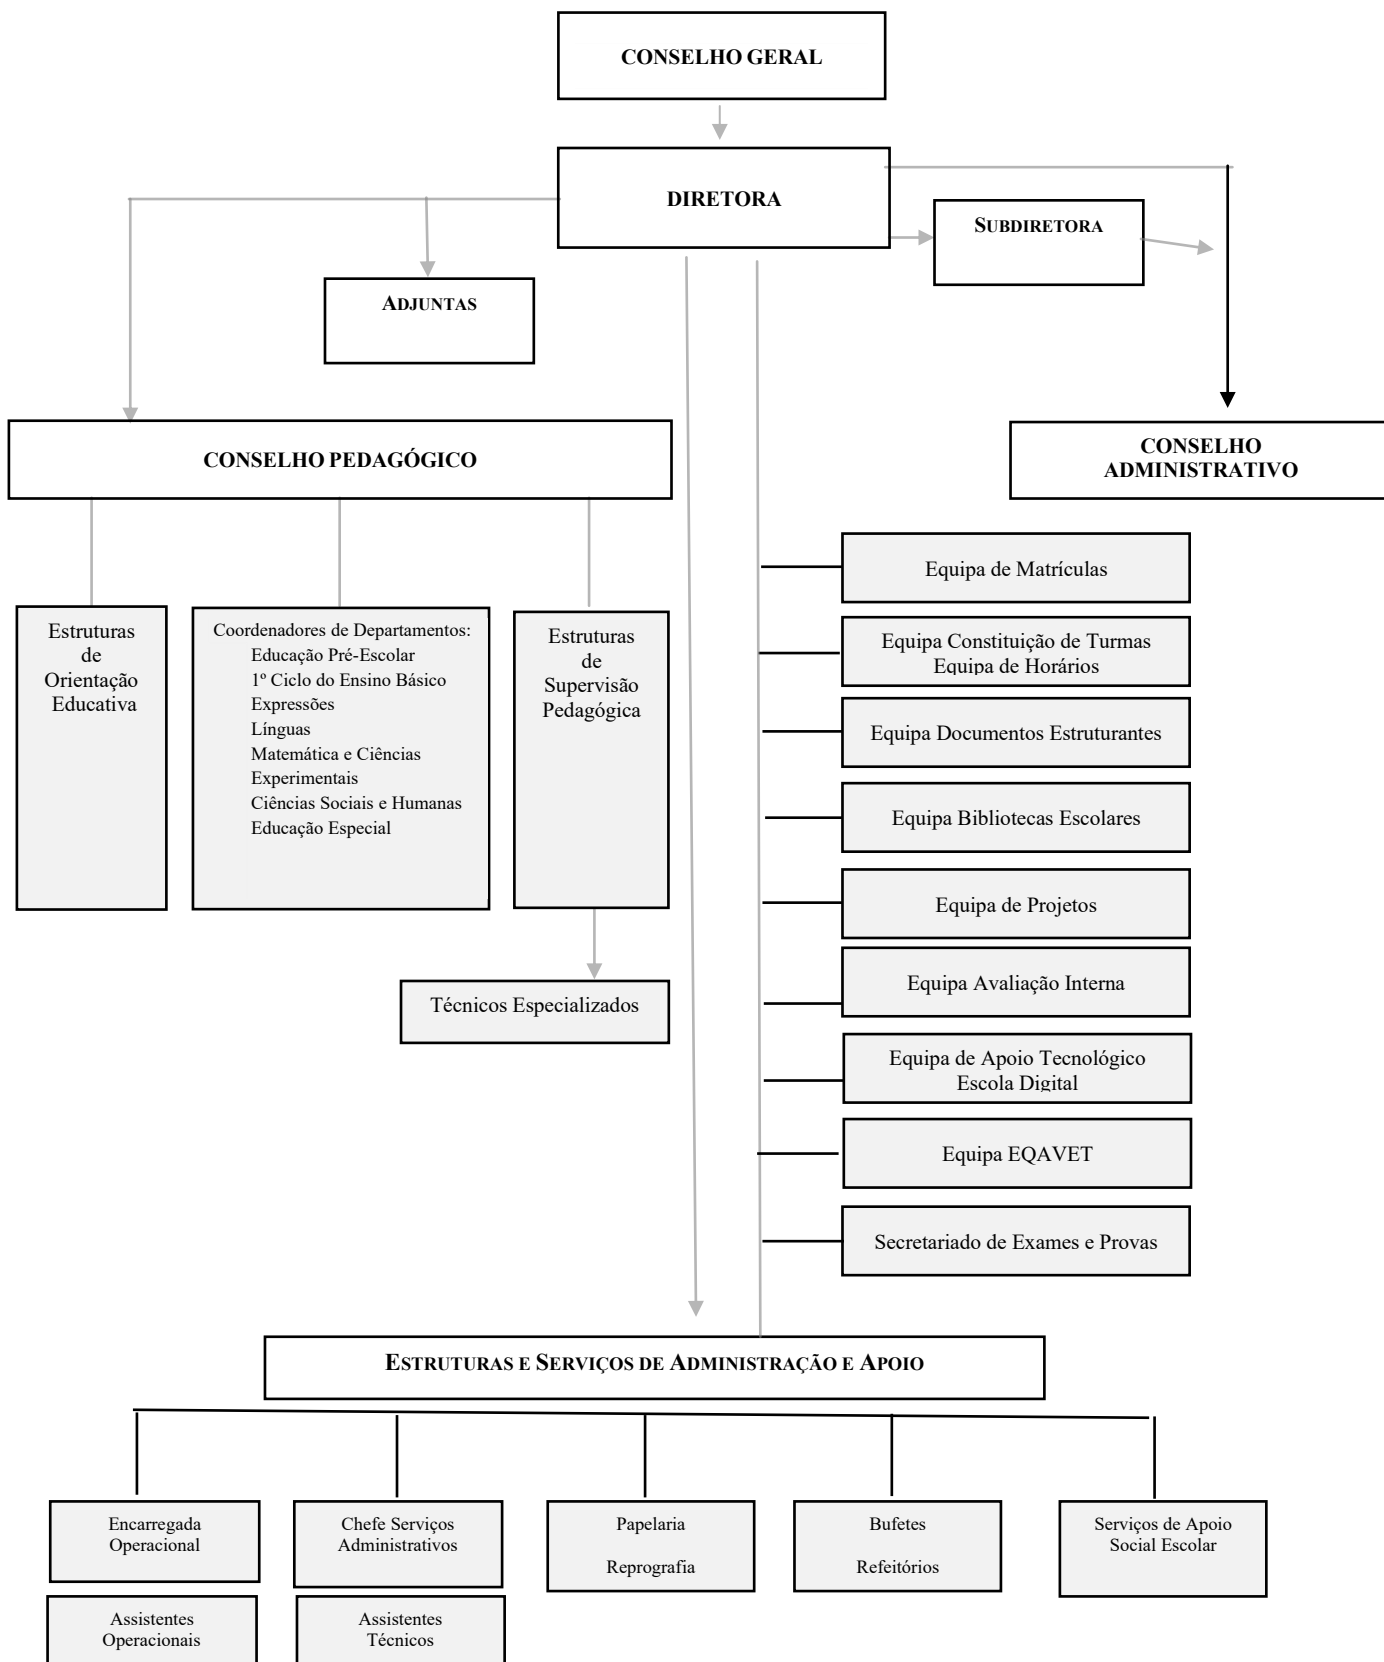 CONSELHO GERAL
DIRETORA
SUBDIRETORA
ADJUNTAS
CONSELHO PEDAGÓGICO
CONSELHO
ADMINISTRATIVO
Estruturas
de
Orientação
Educativa
Coordenadores de Departamentos:
Educação Pré-Escolar
1º Ciclo do Ensino Básico
Expressões
Línguas
Matemática e Ciências
Experimentais
Ciências Sociais e Humanas
Educação Especial
Estruturas
de
Supervisão
Pedagógica
Técnicos Especializados
Equipa de Matrículas
Equipa Constituição de Turmas
Equipa de Horários
Equipa Documentos Estruturantes
Equipa Bibliotecas Escolares
Equipa de Projetos
Equipa Avaliação Interna
Equipa de Apoio Tecnológico
Escola Digital
Equipa EQAVET
Secretariado de Exames e Provas
ESTRUTURAS E SERVIÇOS DE ADMINISTRAÇÃO E APOIO
Encarregada
Operacional
Chefe Serviços
Administrativos
Papelaria
Reprografia
Bufetes
Refeitórios
Serviços de Apoio
Social Escolar
Assistentes
Operacionais
Assistentes
Técnicos